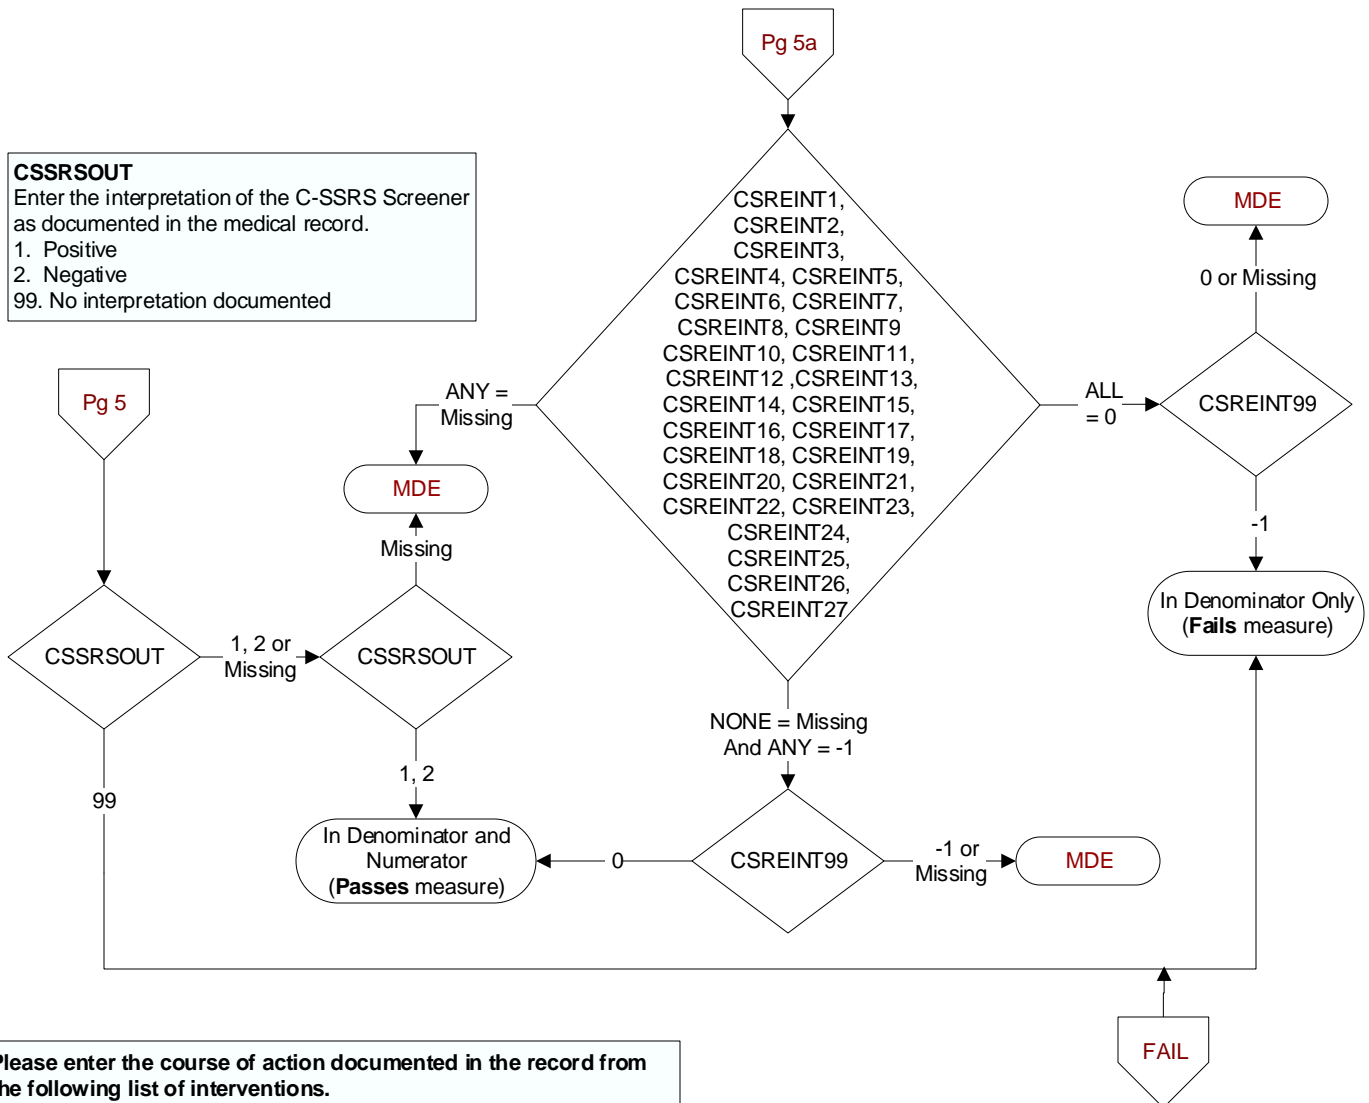 Pg 5a
CSSRSOUT
Enter the interpretation of the C-SSRS Screener
as documented in the medical record.
1. Positive
2. Negative
99. No interpretation documented
CSREINT1,
CSREINT2,
CSREINT3,
CSREINT4, CSREINT5,
CSREINT6, CSREINT7,
CSREINT8, CSREINT9
CSREINT10, CSREINT11,
CSREINT12 ,CSREINT13,
CSREINT14, CSREINT15,
CSREINT16, CSREINT17,
CSREINT18, CSREINT19,
CSREINT20, CSREINT21,
CSREINT22, CSREINT23,
CSREINT24,
CSREINT25,
CSREINT26,
CSREINT27
MDE
0 or Missing
CSREINT99
ALL
= 0
-1
In Denominator Only
(Fails measure)
ANY =
Missing
MDE
Missing
Pg 5
CSSRSOUT
1, 2 or
Missing
CSSRSOUT
1, 2
99
NONE = Missing
And ANY = -1
In Denominator and
Numerator
(Passes measure)
0
CSREINT99
-1 or
Missing
MDE
FAIL
Please enter the course of action documented in the record from
the following list of interventions.